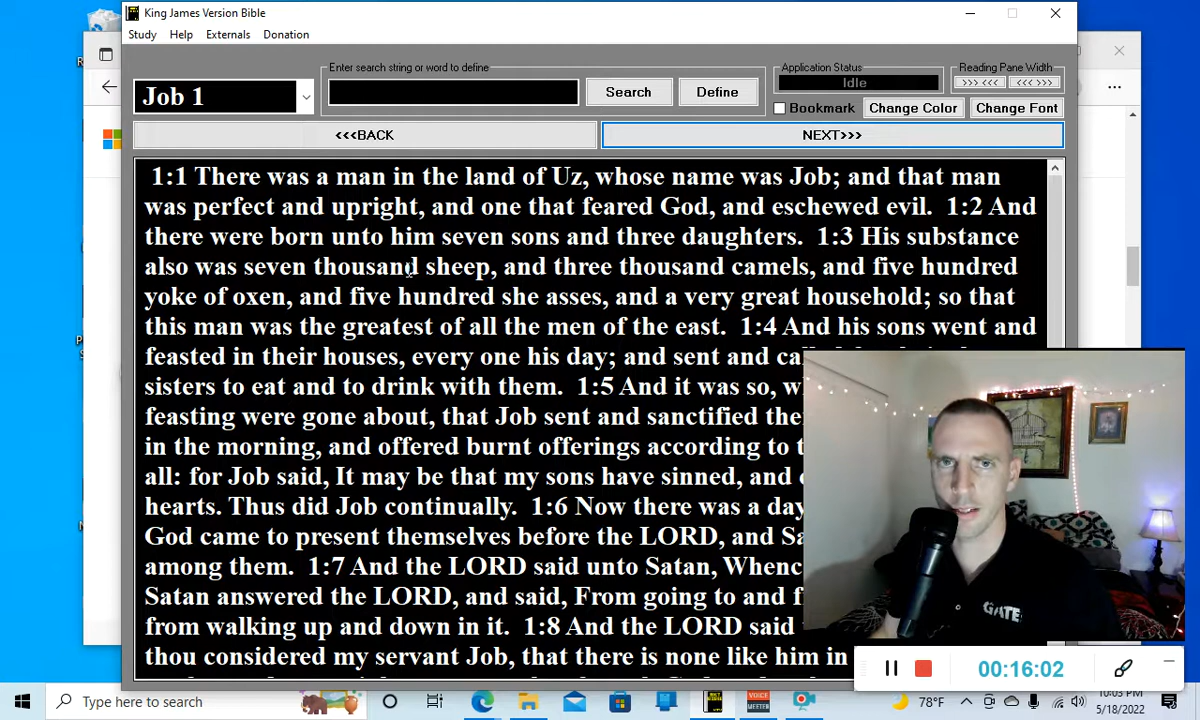 King James Version Bible
Study Help Externals Donation
Enter search string or word to define
Application Status
Reading Pane Width
Job 1
Search
Define
Idle
>>> <<<
<<< >>>
Bookmark
Change Color
Change Font
<<<BACK
NEXT>>>
1:1 There was a man in the land of Uz, whose name was Job; and that man
was perfect and upright, and one that feared God, and eschewed evil. 1:2 And
there were born unto him seven sons and three daughters. 1:3 His substance
also was seven thousand sheep, and three thousand camels, and five hundred
yoke of oxen, and five hundred she asses, and a very great household; so that
this man was the greatest of all the men of the east. 1:4 And his sons went and
feasted in their houses, every one his day; and sent and
sisters to eat and to drink with them. 1:5 And it was so,
feasting were gone about, that Job sent and sanctified
in the morning, and offered burnt offerings according to
all: for Job said, It may be that my sons have sinned, and
hearts. Thus did Job continually. 1:6 Now there was a day
God came to present themselves before the LORD, and
among them. 1:7 And the LORD said unto Satan,
Satan answered the LORD, and said, From going to and
from walking up and down in it. 1:8 And the LORD said
thou considered my servant Job, that there is none like him in
GATE
00:16:02
Type here to search
VOICE
MEETER
78°F
10:03 PM
5/18/2022